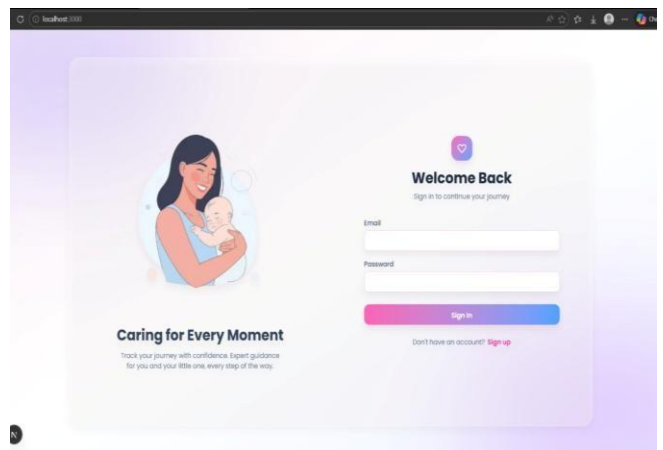 localhost:3000
Welcome Back
Sign in to continue your journey
Email
Password
Sign in
Don't have an account? Sign up
Caring for Every Moment
Track your journey with confidence. Expert guidance
for you and your little one, every step of the way.
N